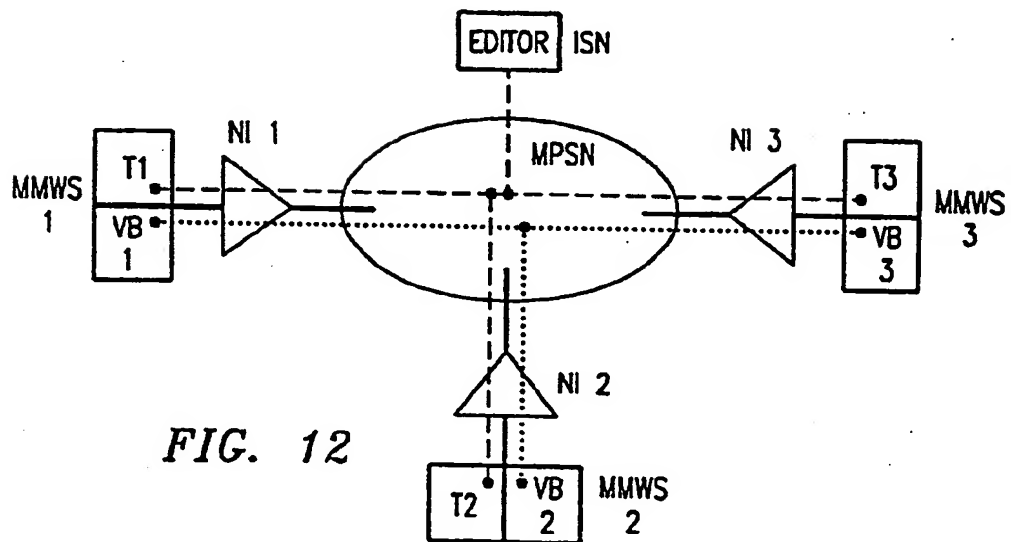 EDITOR ISN
NI 1
MPSN
NI 3
MMWS
1
T1
VB
1
T3
VB
3
MMWS
3
NI 2
FIG. 12
T2
VB
2
MMWS
2